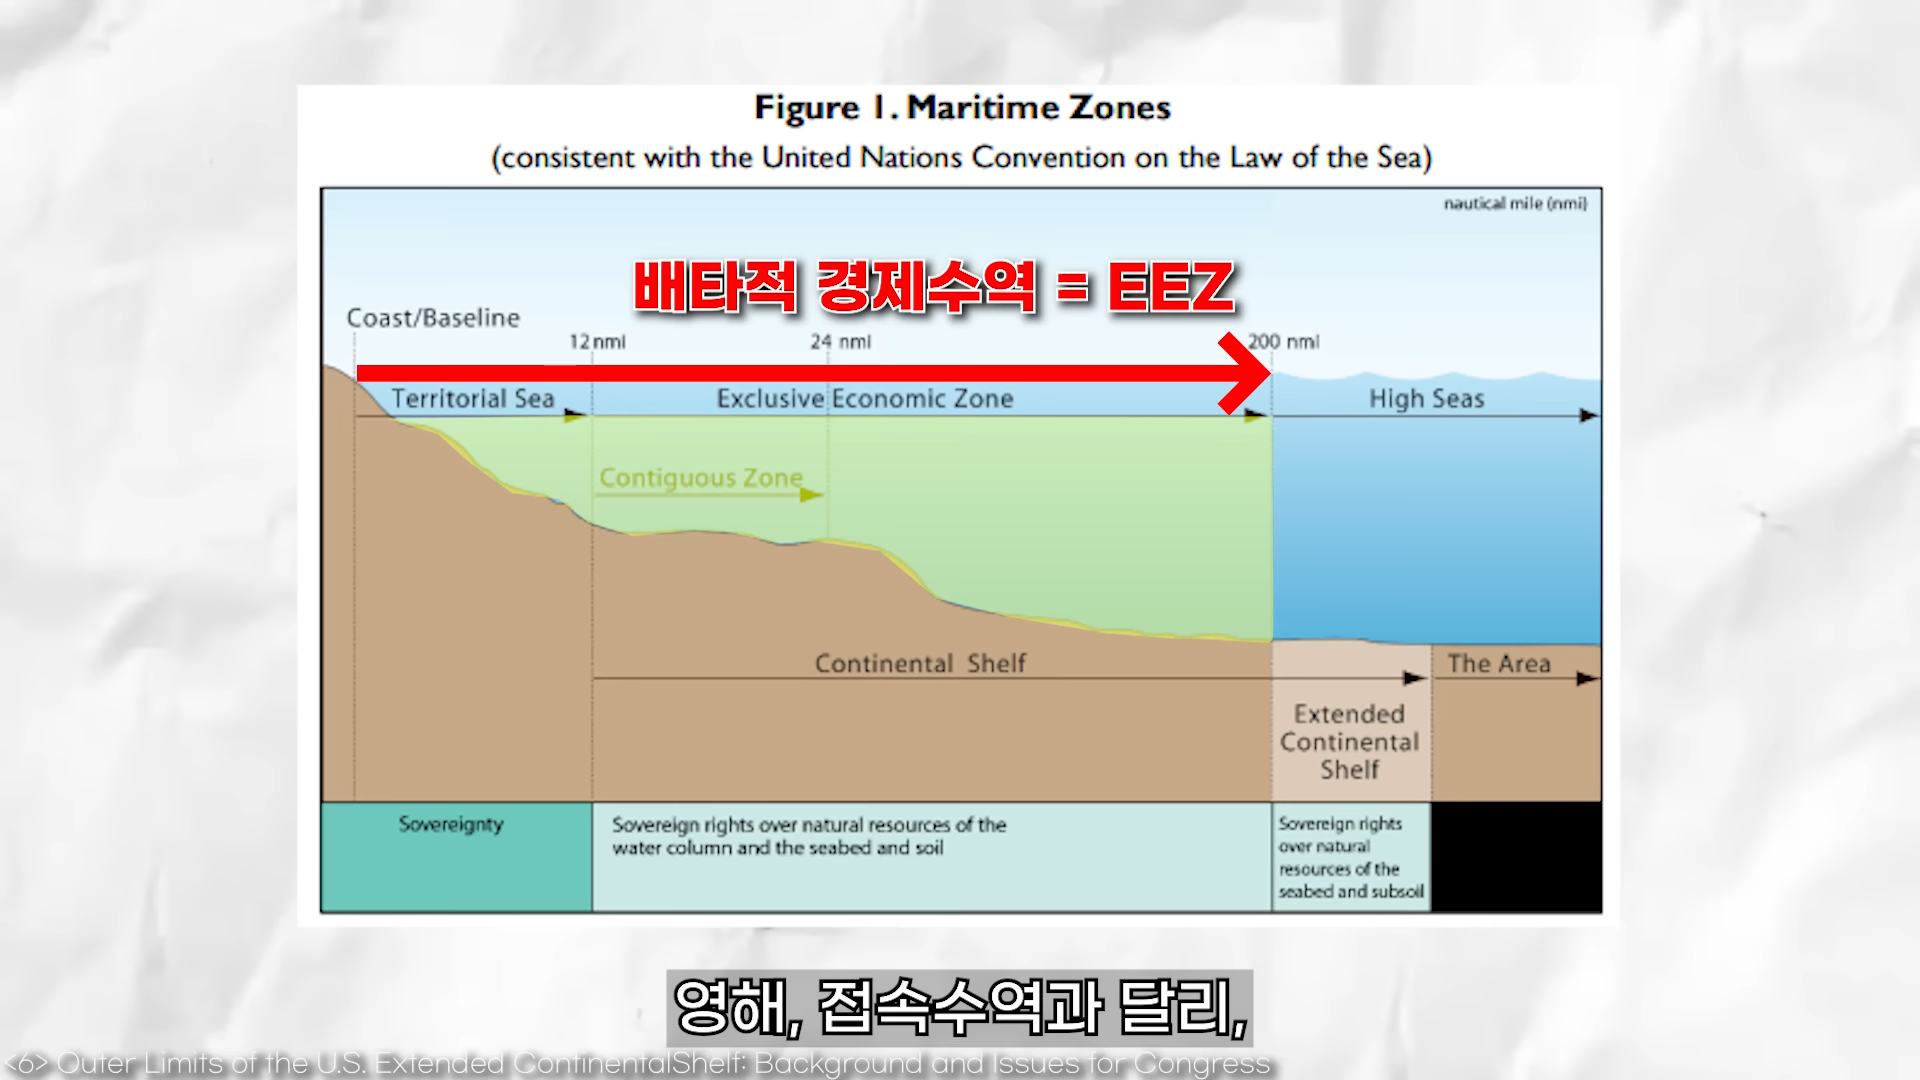 Figure 1. Maritime Zones
(consistent with the United Nations Convention on the Law of the Sea)
nautical mile (nmi)
배타적 경제수역 = EEZ
Coast/Baseline
12 nmi
24 nmi
200 nmi
Territorial Sea
Exclusive Economic Zone
High Seas
Contiguous Zone
Continental Shelf
The Area
Extended
Continental
Shelf
Sovereignty
Sovereign rights over natural resources of the
water column and the seabed and soil
Sovereign rights
over natural
resources of the
seabed and subsoil
영해, 접속수역과 달리,
<6> Outer Limits of the U.S. Extended ContinentalShelf: Background and Issues for Congress